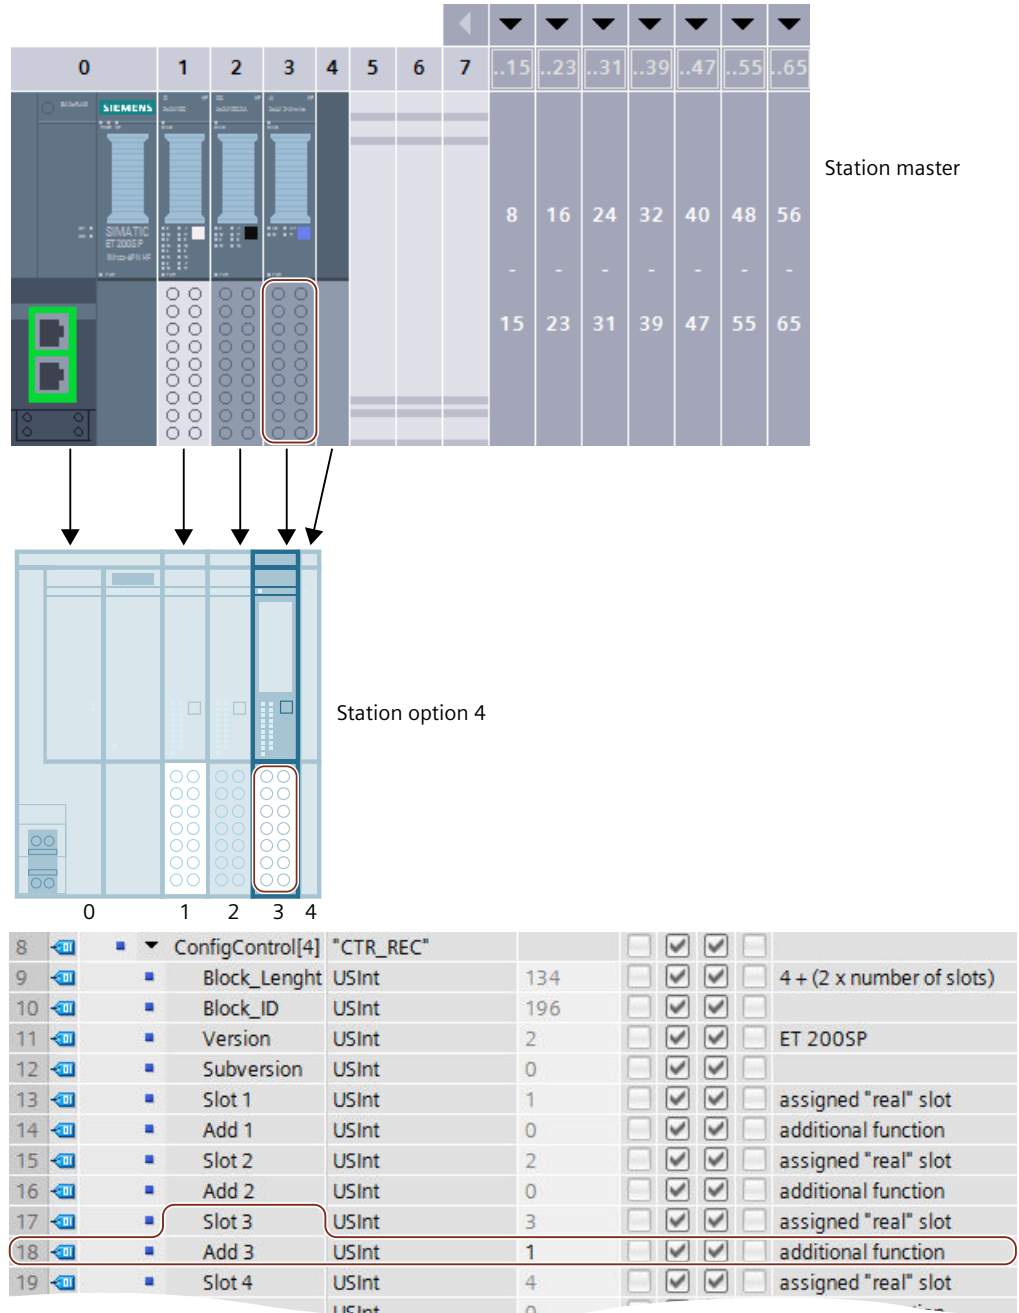 0 1 2 3 4 5 6 7 ..15 ..23 ..31 ..39 ..47 ..55 ..65
SIEMENS
Station master
8 16 24 32 40 48 56
SIMATIC
ET 200SP
- - - - - - -
15 23 31 39 47 55 65
Station option 4
0 1 2 3 4
8 ConfigControl[4] "CTR_REC"
9 Block_Lenght USInt 134 4 + (2 x number of slots)
10 Block_ID USInt 196
11 Version USInt 2 ET 200SP
12 Subversion USInt 0
13 Slot 1 USInt 1 assigned "real" slot
14 Add 1 USInt 0 additional function
15 Slot 2 USInt 2 assigned "real" slot
16 Add 2 USInt 0 additional function
17 Slot 3 USInt 3 assigned "real" slot
18 Add 3 USInt 1 additional function
19 Slot 4 USInt 4 assigned "real" slot
USInt 0